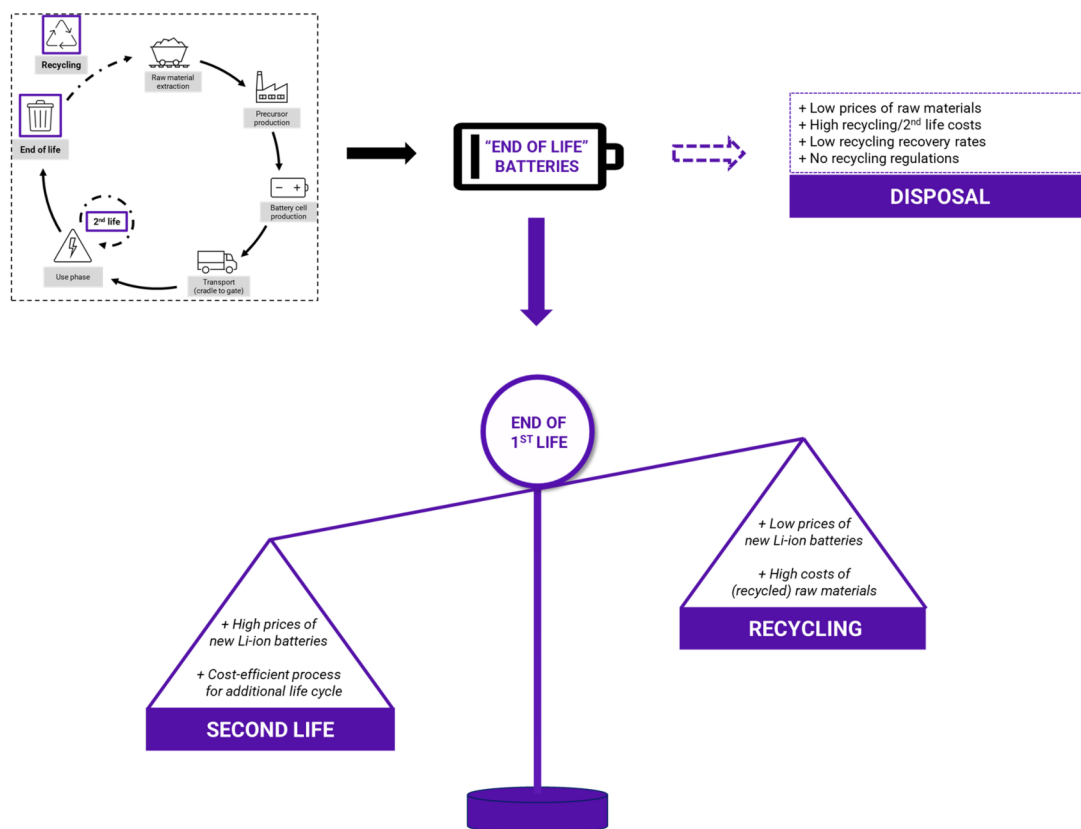 Recycling
Raw material
extraction
Precursor
production
End of life
Battery cell
production
2nd life
Use phase
Transport
(cradle to gate)
“END OF LIFE”
BATTERIES
+ Low prices of raw materials
+ High recycling/2nd life costs
+ Low recycling recovery rates
+ No recycling regulations
DISPOSAL
END OF
1ST LIFE
+ High prices of
new Li-ion batteries
+ Cost-efficient process
for additional life cycle
SECOND LIFE
+ Low prices of
new Li-ion batteries
+ High costs of
(recycled) raw materials
RECYCLING